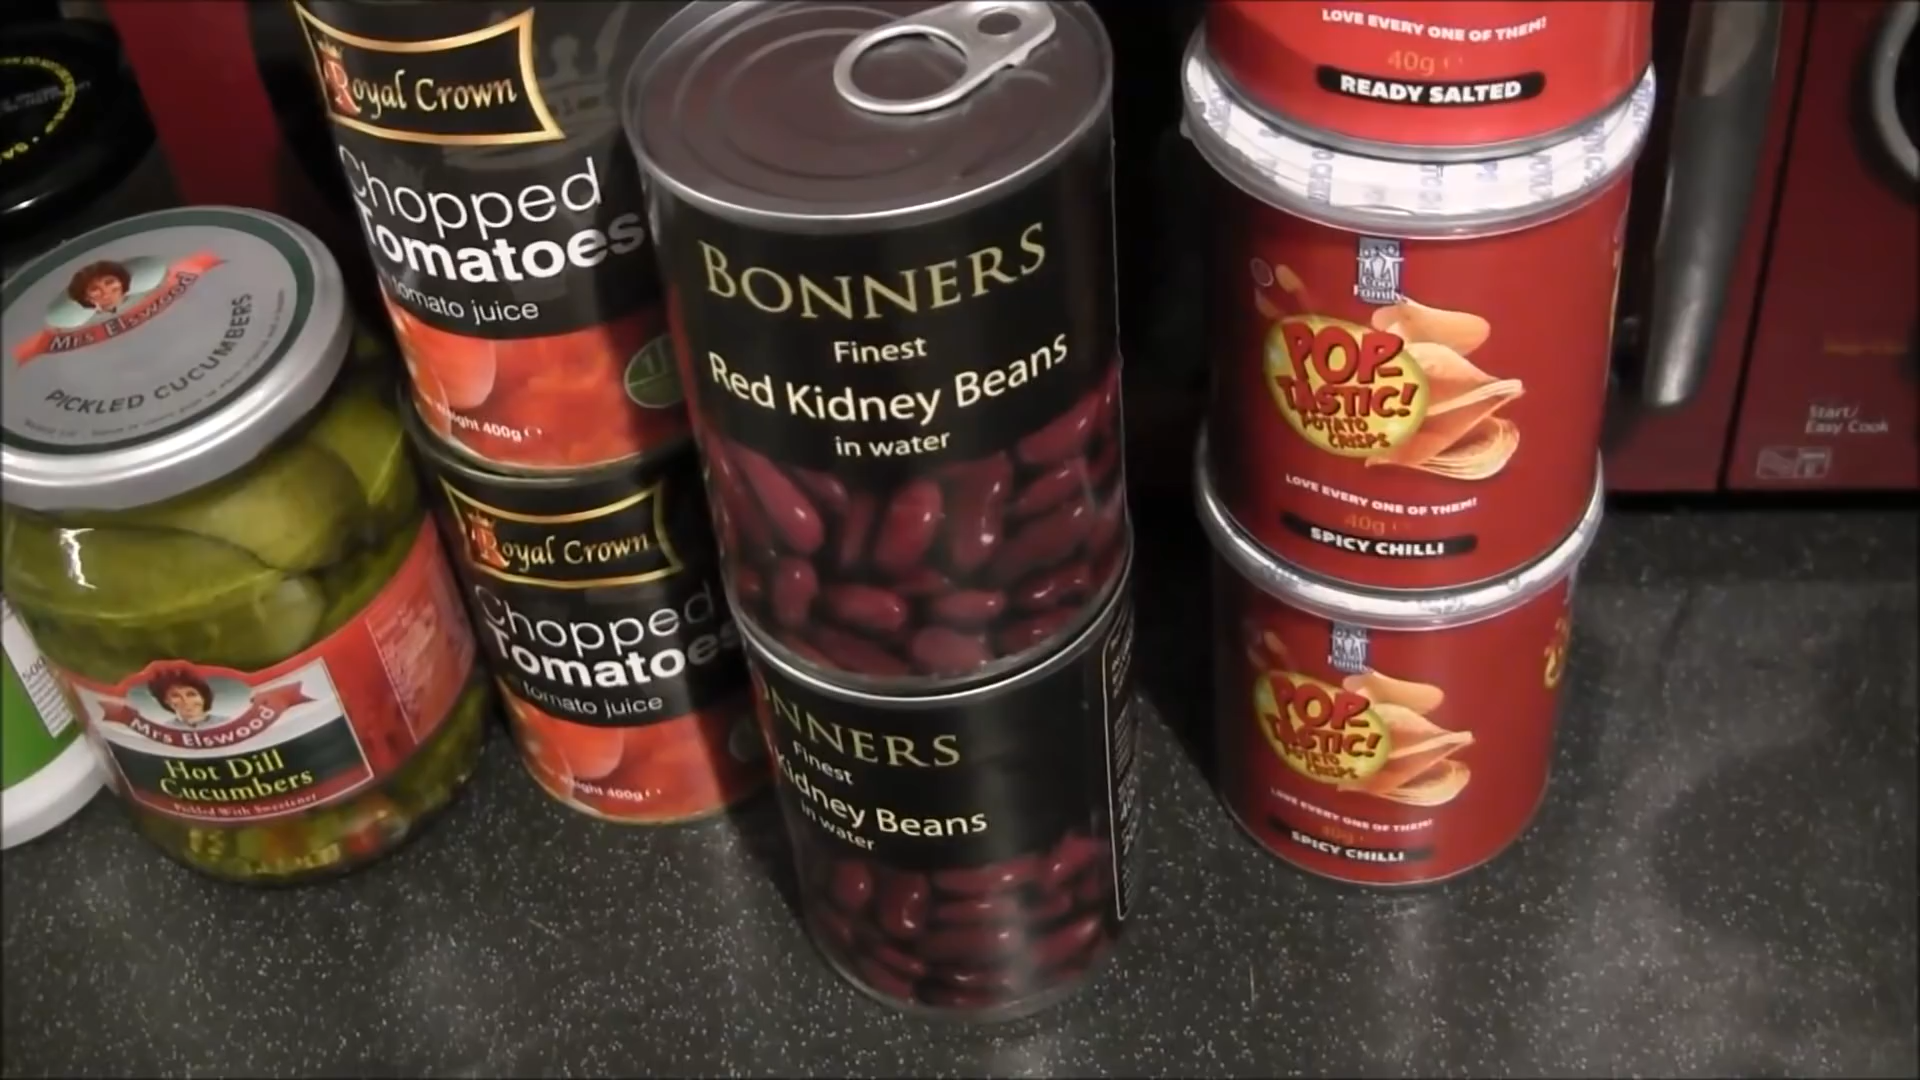 Mrs Elswood
PICKLED CUCUMBERS
Mrs Elswood
Hot Dill
Cucumbers
Pickled With Sweetener
Royal Crown
Chopped
Tomatoes
tomato juice
400g
Royal Crown
Chopped
Tomatoes
tomato juice
400g
BONNERS
Finest
Red Kidney Beans
in water
NNERS
Finest
Kidney Beans
in water
LOVE EVERY ONE OF THEM!
40g
READY SALTED
Family
POP
TASTIC!
POTATO
CRISPS
LOVE EVERY ONE OF THEM!
40g
SPICY CHILLI
Family
POP
TASTIC!
POTATO
CRISPS
LOVE EVERY ONE OF THEM!
40g
SPICY CHILLI
Start/
Easy Cook